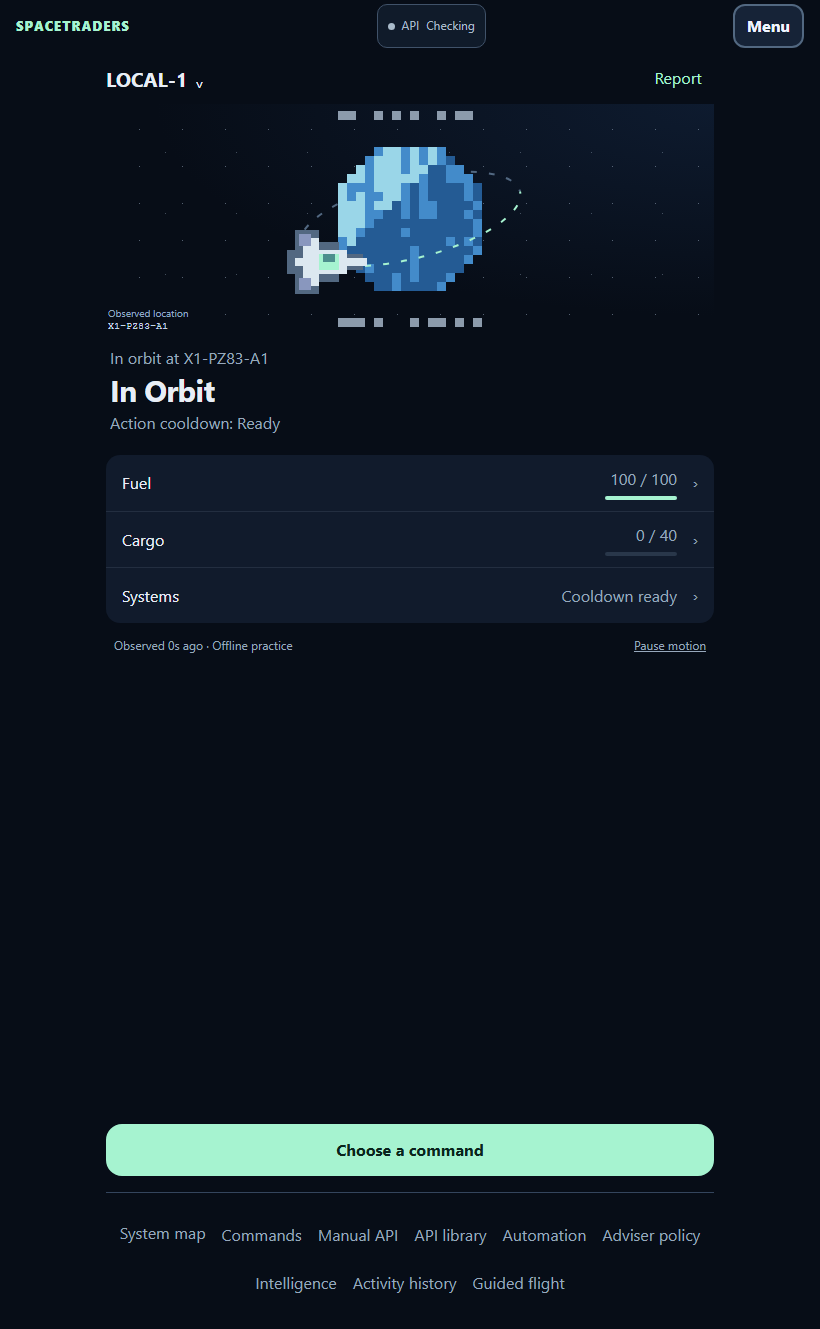 SPACETRADERS
API Checking
Menu
LOCAL-1 v
Report
Observed location
X1-PZ83-A1
In orbit at X1-PZ83-A1
In Orbit
Action cooldown: Ready
Fuel 100 / 100 ›
Cargo 0 / 40 ›
Systems Cooldown ready ›
Observed 0s ago · Offline practice Pause motion
Choose a command
System map Commands Manual API API library Automation Adviser policy
Intelligence Activity history Guided flight